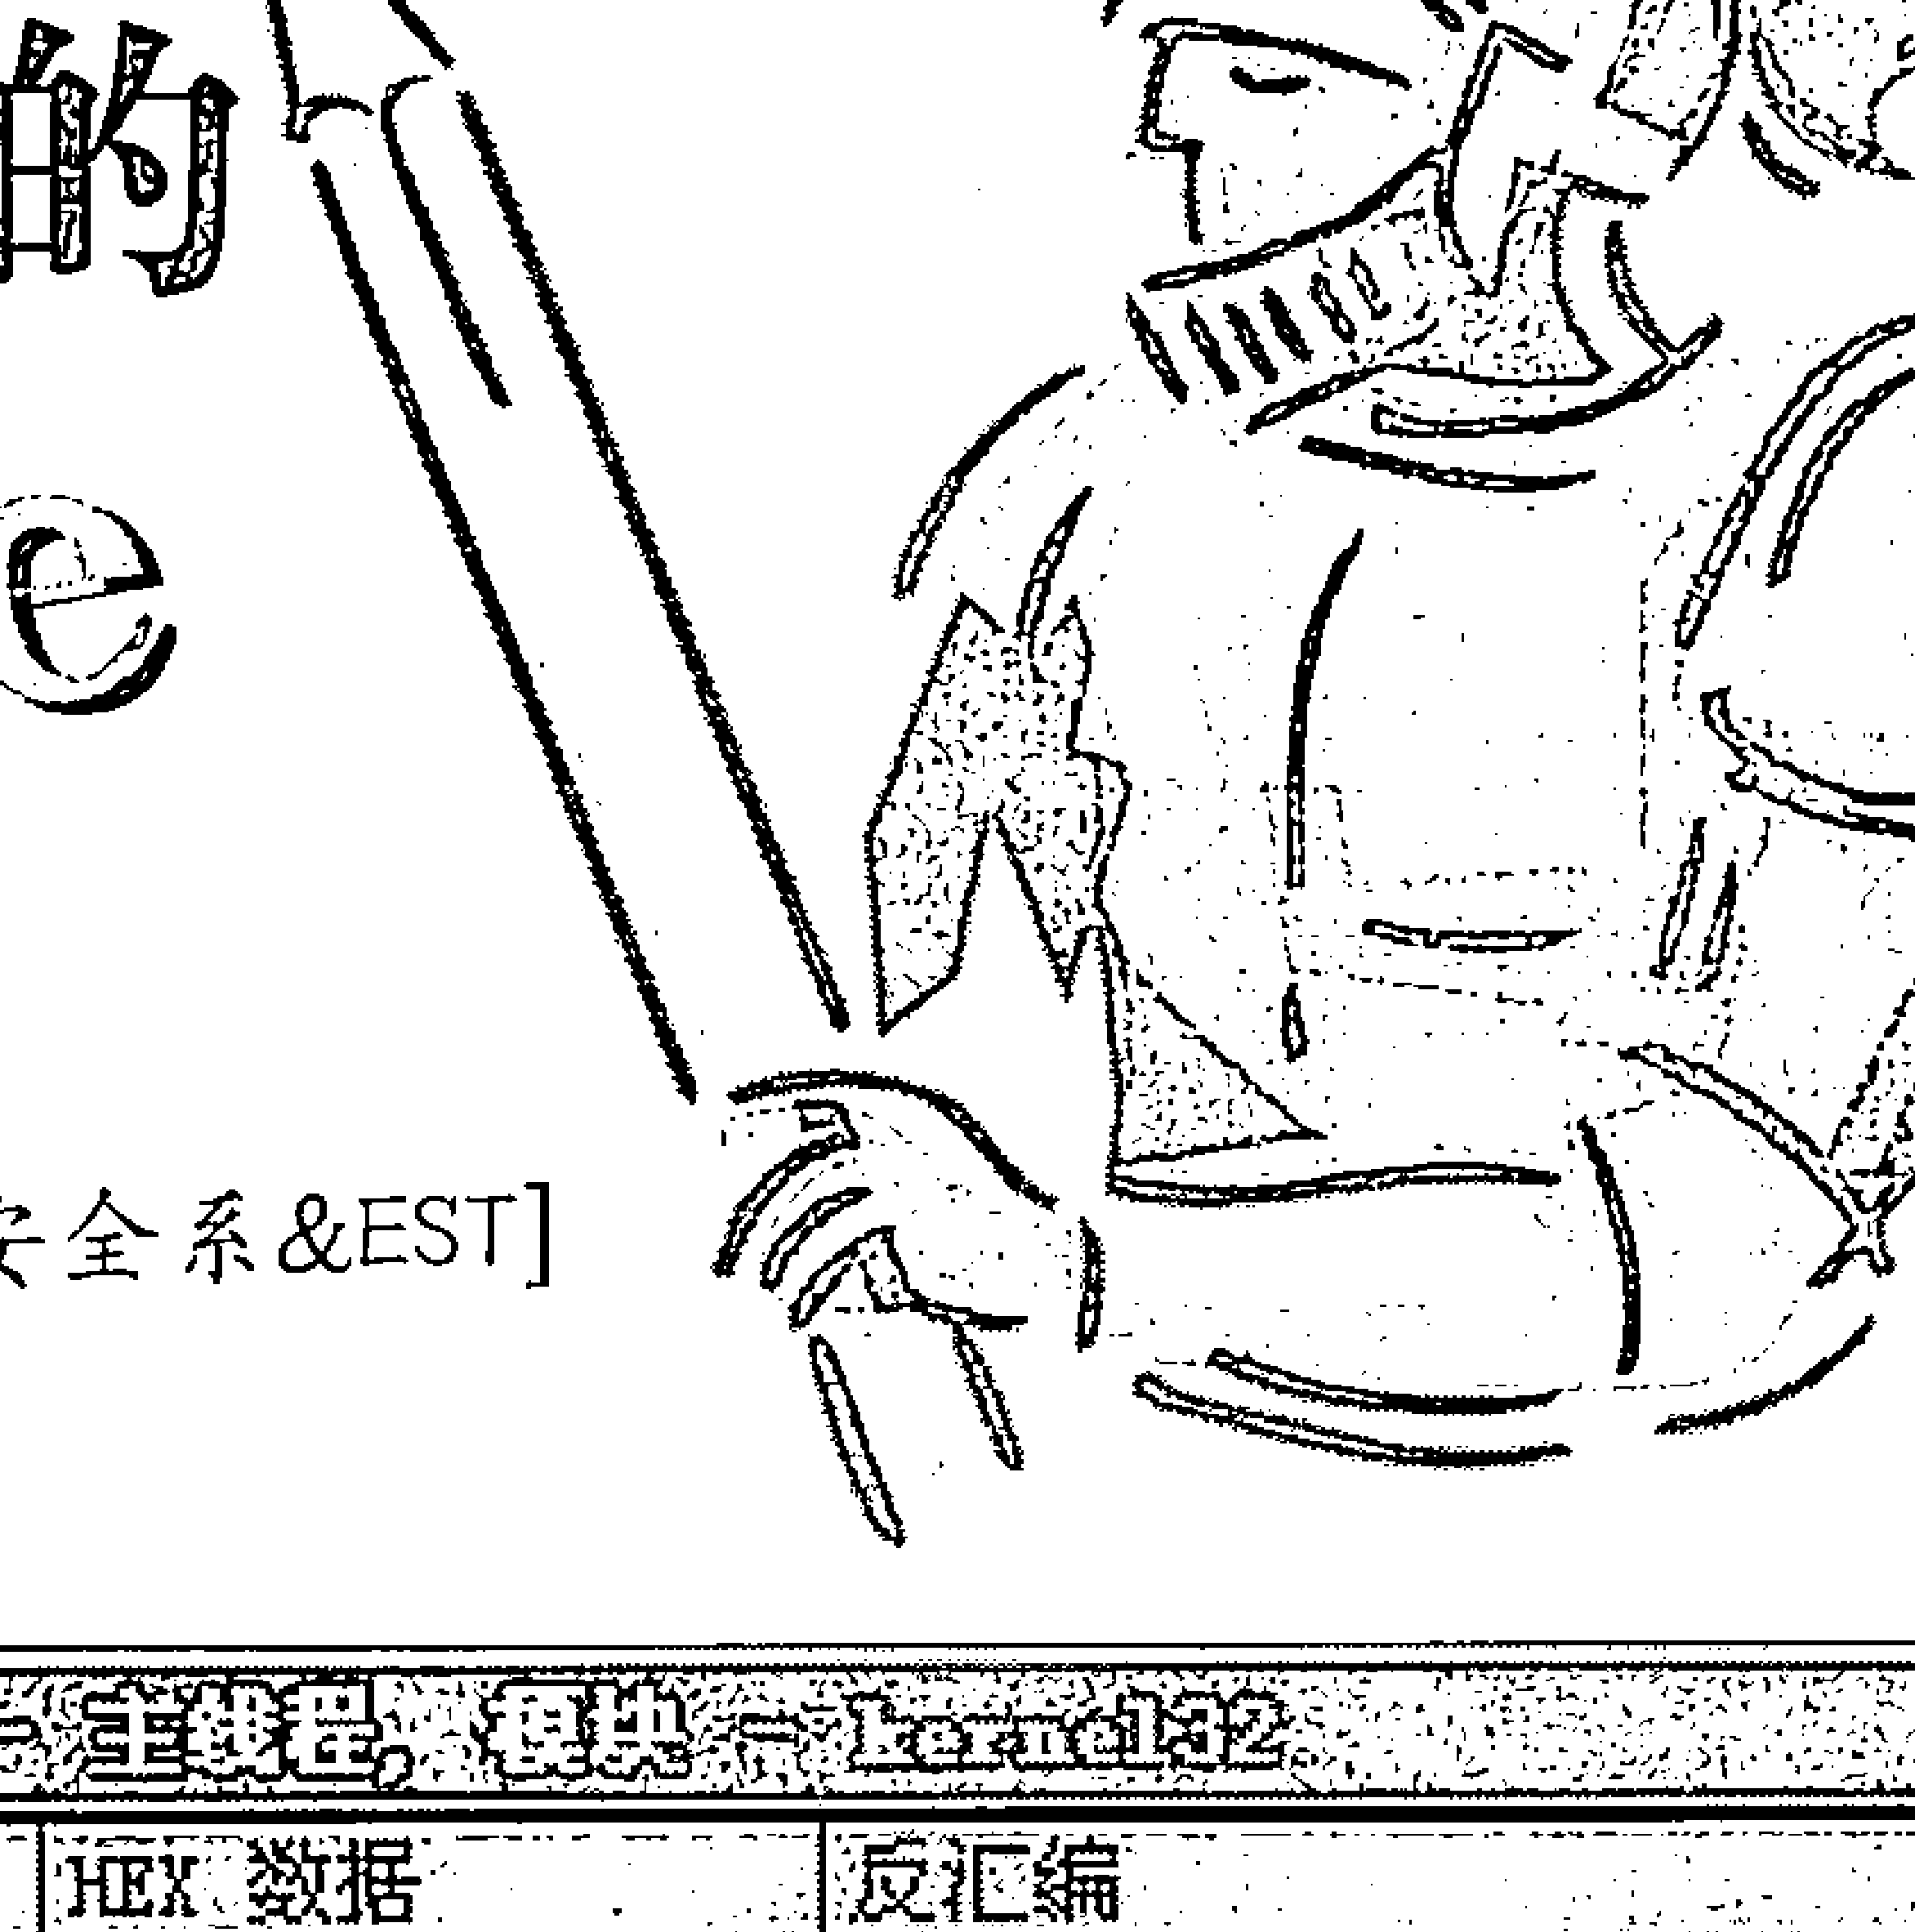 的
e
安全系&EST]
- 主线程, 模块 - kernel32
HEX 数据 反汇编